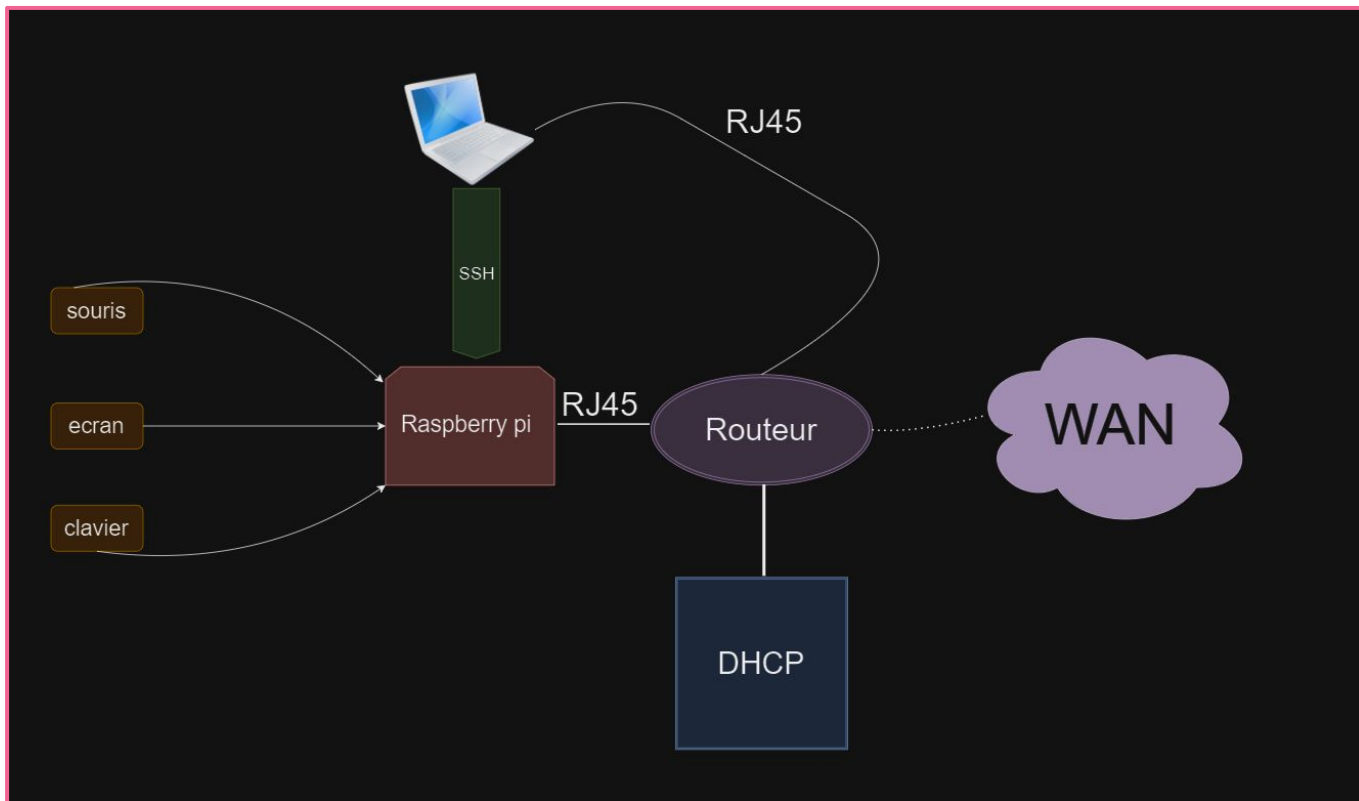 RJ45
SSH
souris
ecran
clavier
Raspberry pi
RJ45
Routeur
WAN
DHCP